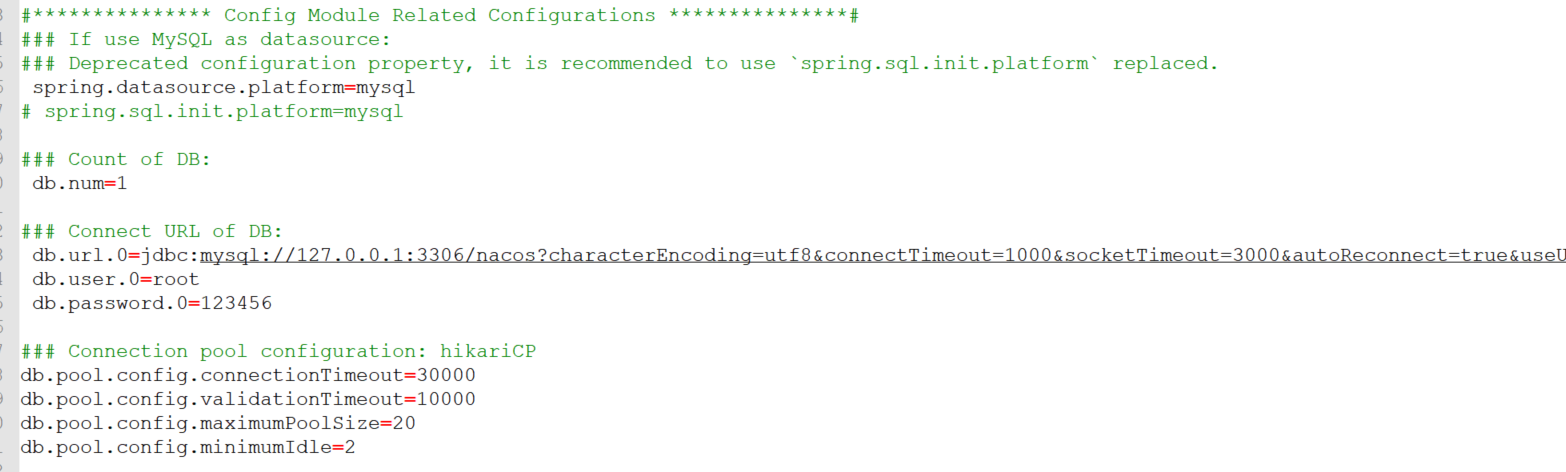 #*************** Config Module Related Configurations ***************#
### If use MySQL as datasource:
### Deprecated configuration property, it is recommended to use `spring.sql.init.platform` replaced.
spring.datasource.platform=mysql
# spring.sql.init.platform=mysql
### Count of DB:
db.num=1
### Connect URL of DB:
db.url.0=jdbc:mysql://127.0.0.1:3306/nacos?characterEncoding=utf8&connectTimeout=1000&socketTimeout=3000&autoReconnect=true&useU
db.user.0=root
db.password.0=123456
### Connection pool configuration: hikariCP
db.pool.config.connectionTimeout=30000
db.pool.config.validationTimeout=10000
db.pool.config.maximumPoolSize=20
db.pool.config.minimumIdle=2